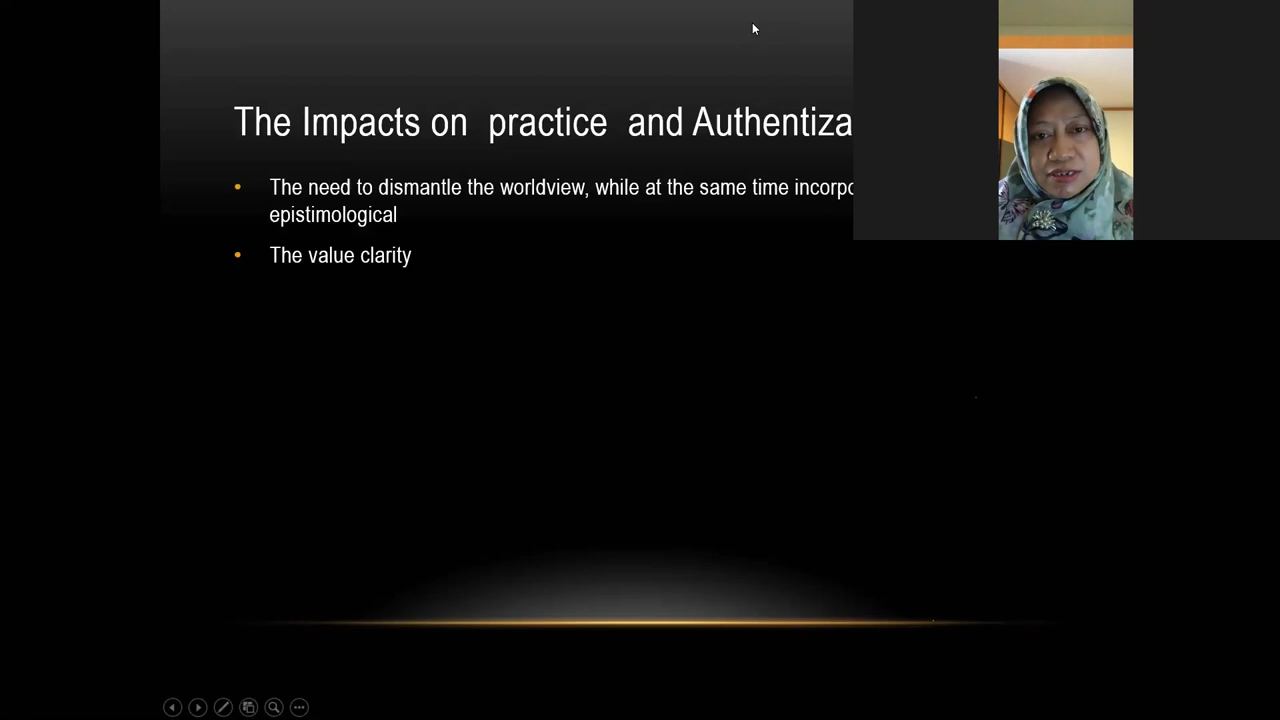 The Impacts on practice and Authentiza
• The need to dismantle the worldview, while at the same time incorpo
epistimological
• The value clarity